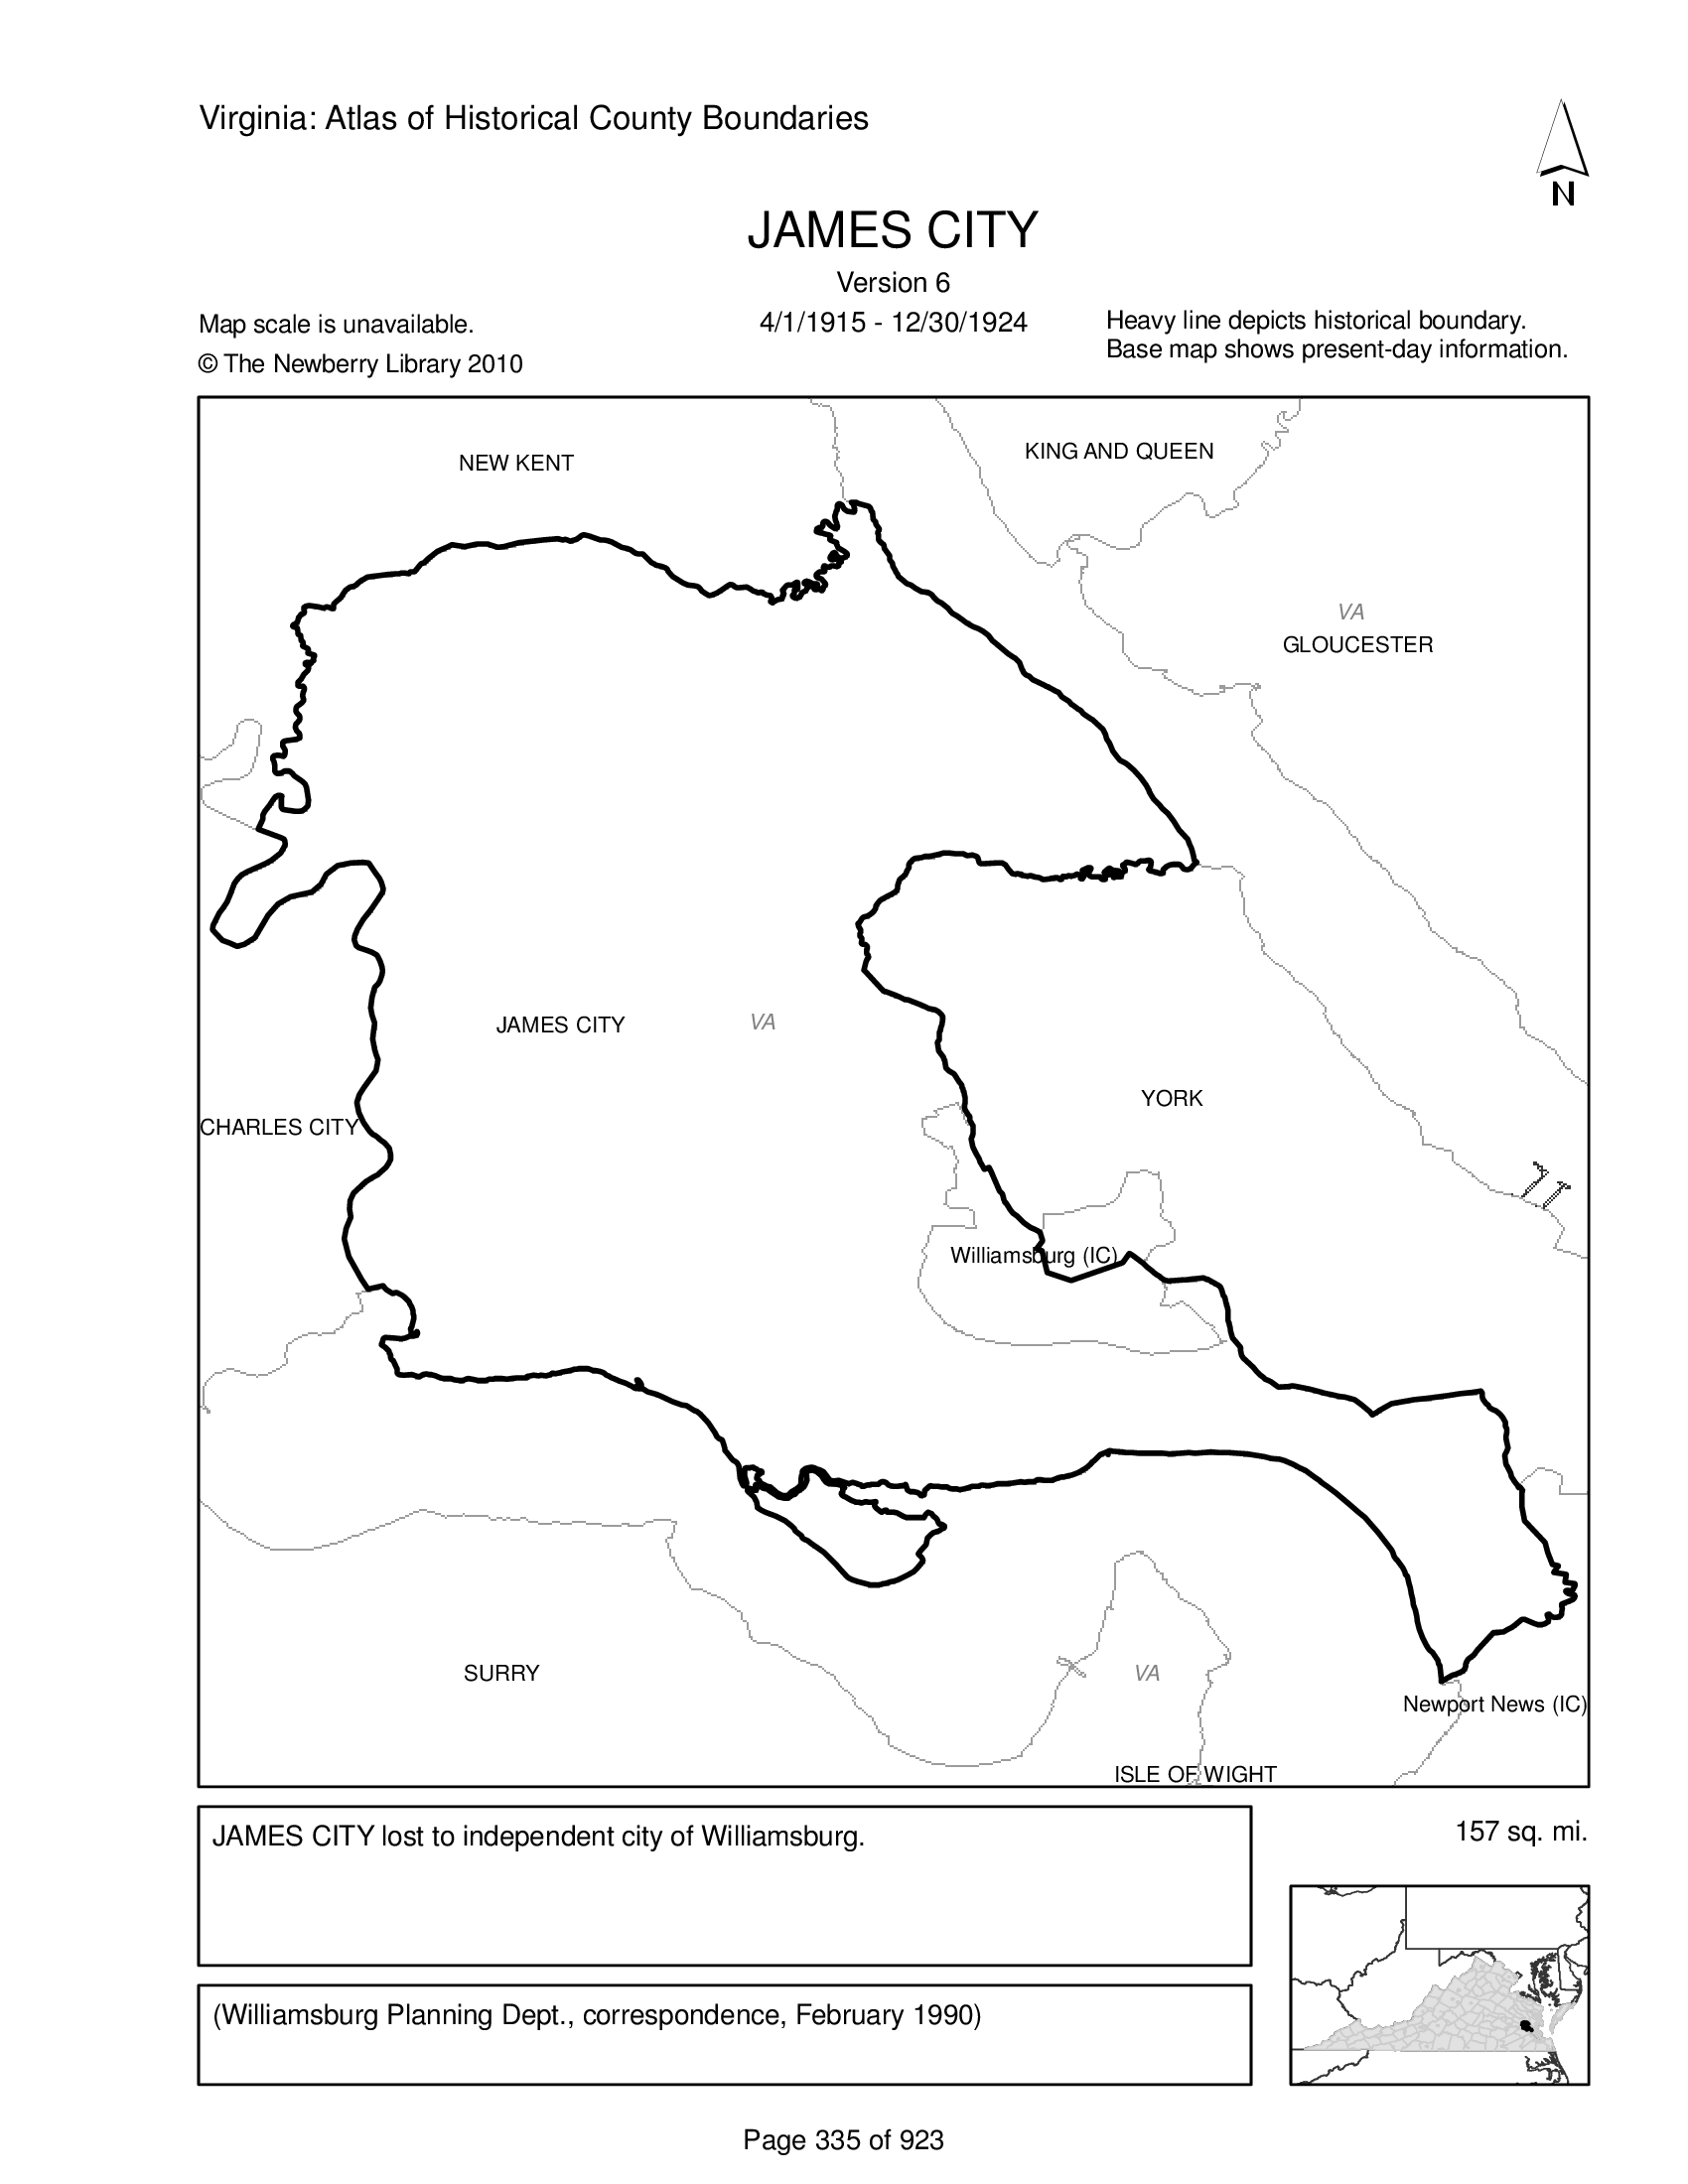 Virginia: Atlas of Historical County Boundaries
N
JAMES CITY
Version 6
4/1/1915 - 12/30/1924
Map scale is unavailable.
© The Newberry Library 2010
Heavy line depicts historical boundary.
Base map shows present-day information.
NEW KENT
KING AND QUEEN
VA
GLOUCESTER
JAMES CITY
VA
YORK
CHARLES CITY
Williamsburg (IC)
SURRY
VA
Newport News (IC)
ISLE OF WIGHT
JAMES CITY lost to independent city of Williamsburg.
157 sq. mi.
(Williamsburg Planning Dept., correspondence, February 1990)
Page 335 of 923